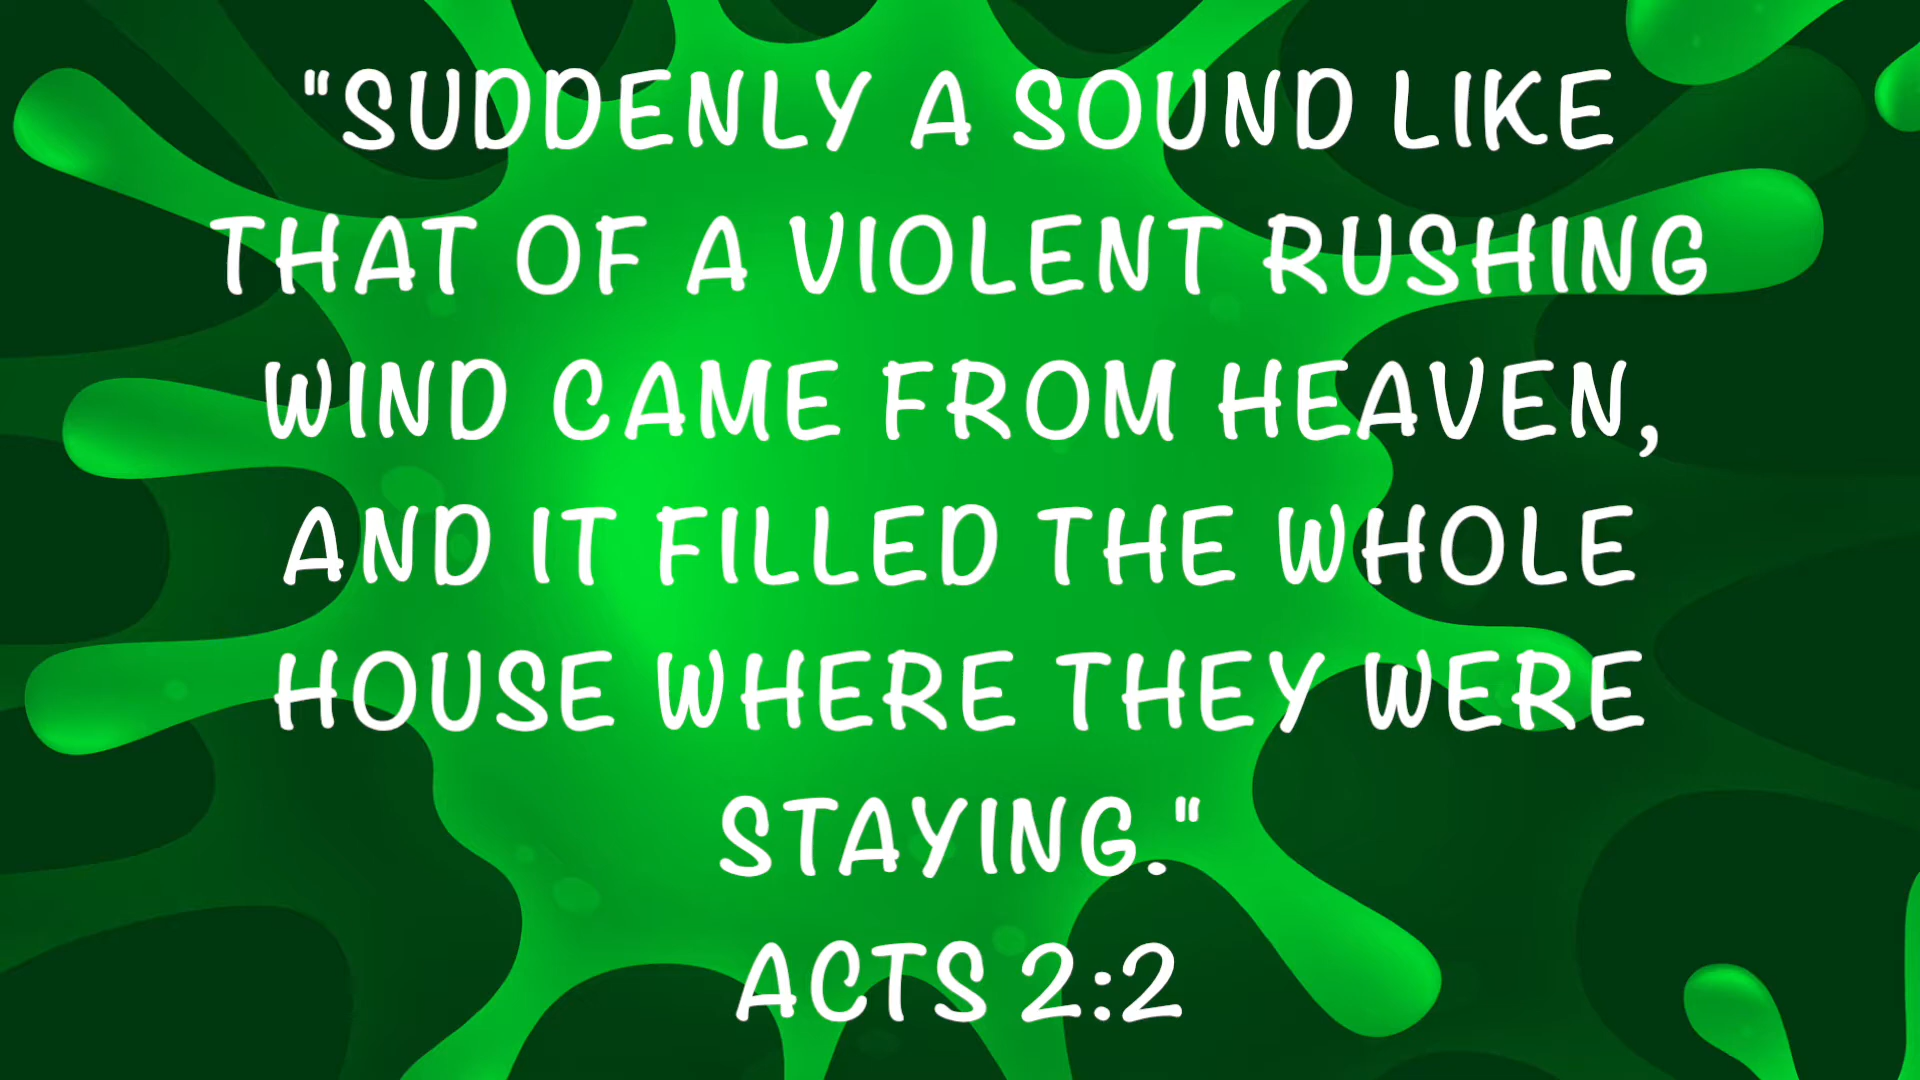 "SUDDENLY A SOUND LIKE
THAT OF A VIOLENT RUSHING
WIND CAME FROM HEAVEN,
AND IT FILLED THE WHOLE
HOUSE WHERE THEY WERE
STAYING."
ACTS 2:2